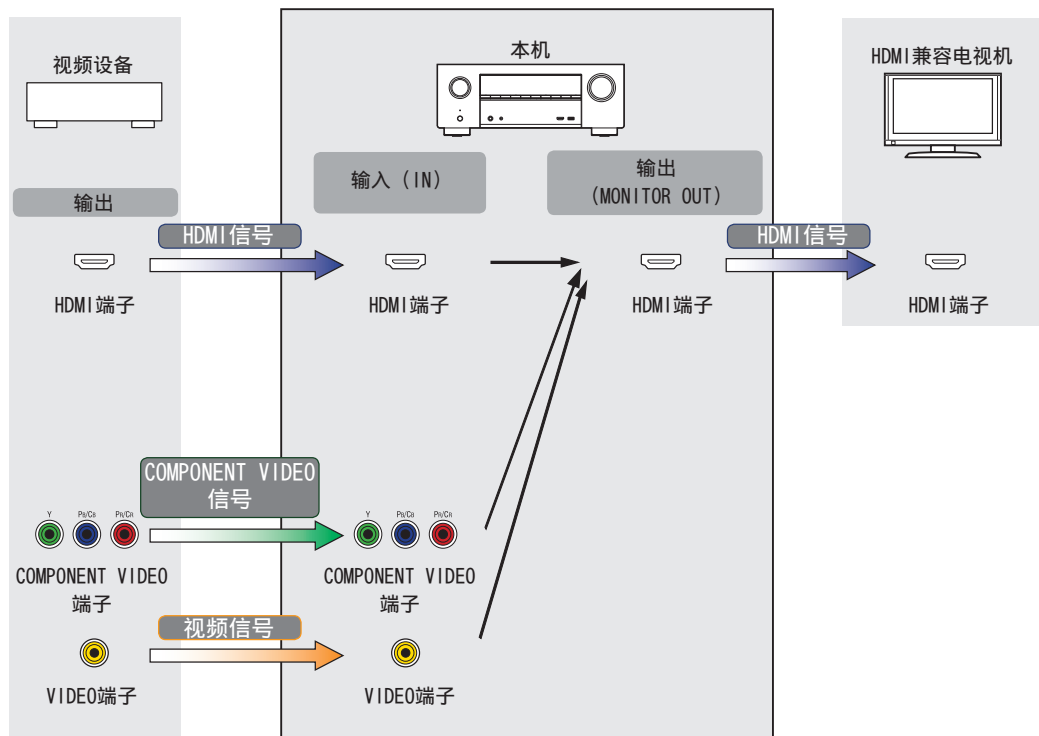 视频设备
本机
HDMI兼容电视机
输出
输入（IN）
输出
（MONITOR OUT）
HDMI信号
HDMI信号
HDMI端子
HDMI端子
HDMI端子
HDMI端子
COMPONENT VIDEO
信号
Y PB/CB PR/CR
Y PB/CB PR/CR
COMPONENT VIDEO
端子
COMPONENT VIDEO
端子
视频信号
VIDEO端子
VIDEO端子